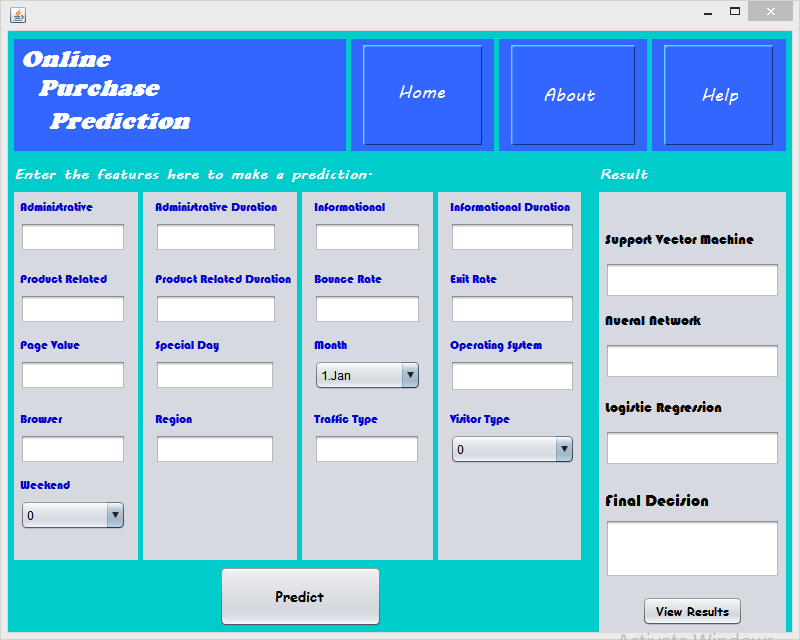 Online
Purchase
Prediction
Home
About
Help
Enter the features here to make a prediction-
Result
Administrative
Administrative Duration
Informational
Informational Duration
Product Related
Product Related Duration
Bounce Rate
Exit Rate
Page Value
Special Day
Month
Operating System
1.Jan
Browser
Region
Traffic Type
Visitor Type
0
Weekend
0
Support Vector Machine
Nueral Network
Logistic Regression
Final Decision
Predict
View Results
Activate Windows